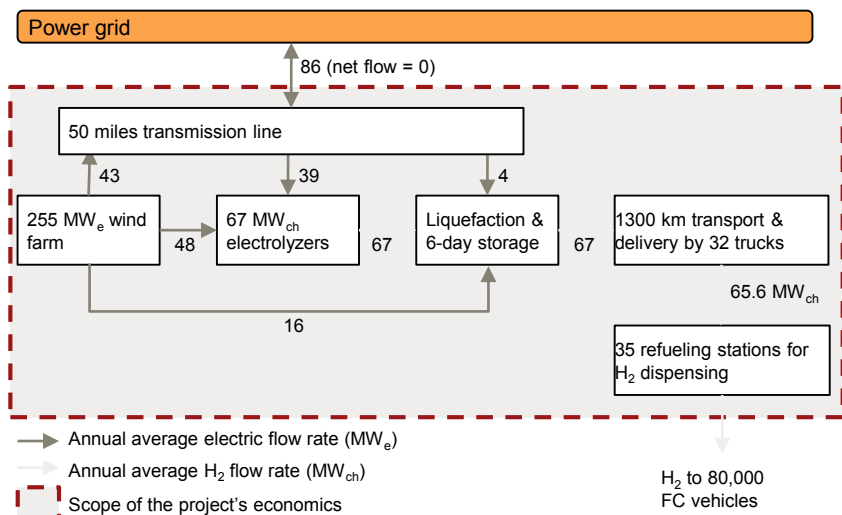 Power grid
86 (net flow = 0)
50 miles transmission line
43
39
4
255 MWₑ wind
farm
48
67 MW_ch
electrolyzers
67
Liquefaction &
6-day storage
67
1300 km transport &
delivery by 32 trucks
16
65.6 MW_ch
35 refueling stations for
H₂ dispensing
Annual average electric flow rate (MWₑ)
Annual average H₂ flow rate (MW_ch)
Scope of the project's economics
H₂ to 80,000
FC vehicles